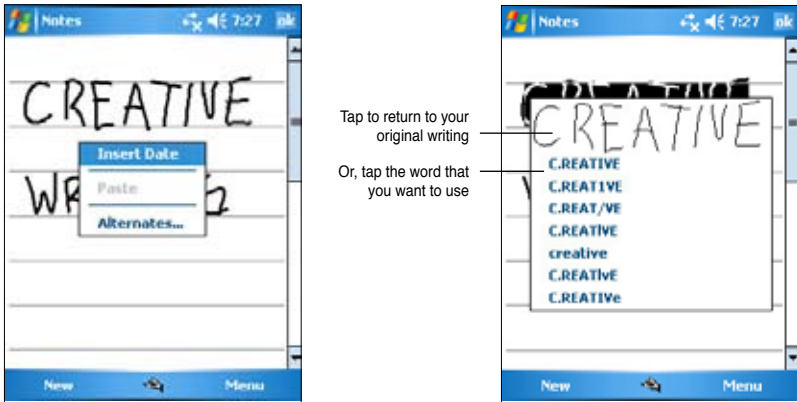 Notes 7:27 ok
CREATIVE
Insert Date
Paste
Alternates...
New Menu
Tap to return to your
original writing
Or, tap the word that
you want to use
Notes 7:27 ok
CREATIVE
C.REATIVE
C.REAT1VE
C.REAT/VE
C.REATlVE
creative
C.REATlvE
C.REATIVe
New Menu